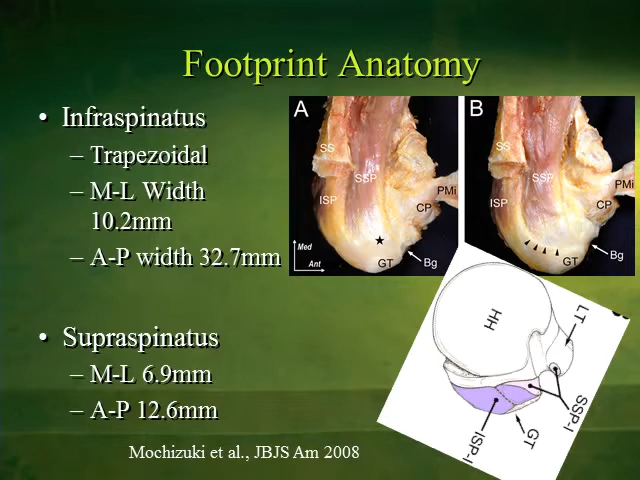 Footprint Anatomy
• Infraspinatus
– Trapezoidal
– M-L Width
10.2mm
– A-P width 32.7mm
• Supraspinatus
– M-L 6.9mm
– A-P 12.6mm
Mochizuki et al., JBJS Am 2008
A
SS
SSP
ISP
PMi
CP
Med
Ant
GT
Bg
B
SS
SSP
ISP
PMi
CP
GT
Bg
HH
LT
SSP-I
GT
ISP-I